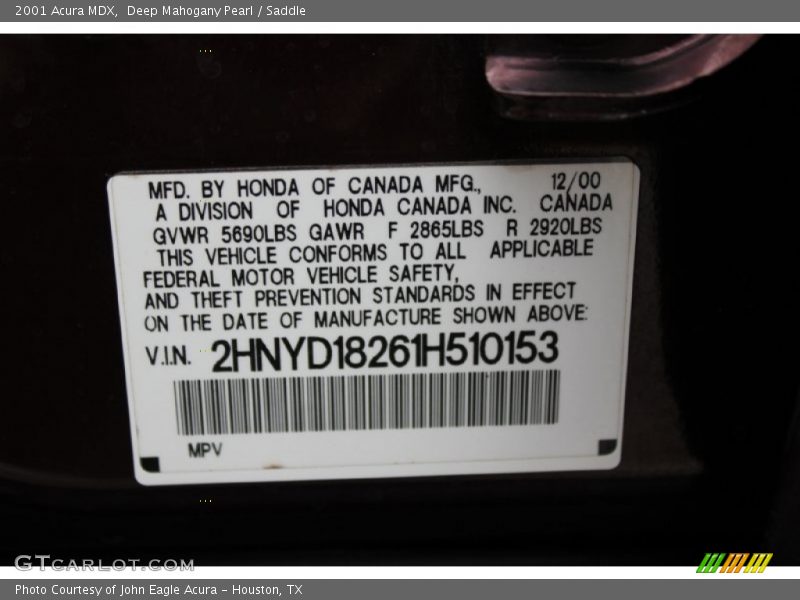 2001 Acura MDX,  Deep Mahogany Pearl / Saddle
MFD. BY HONDA OF CANADA MFG., 12/00
A DIVISION OF HONDA CANADA INC. CANADA
GVWR 5690LBS GAWR F 2865LBS R 2920LBS
THIS VEHICLE CONFORMS TO ALL APPLICABLE
FEDERAL MOTOR VEHICLE SAFETY,
AND THEFT PREVENTION STANDARDS IN EFFECT
ON THE DATE OF MANUFACTURE SHOWN ABOVE:
V.I.N. 2HNYD18261H510153
MPV
GTCARLOT.COM
Photo Courtesy of John Eagle Acura - Houston, TX